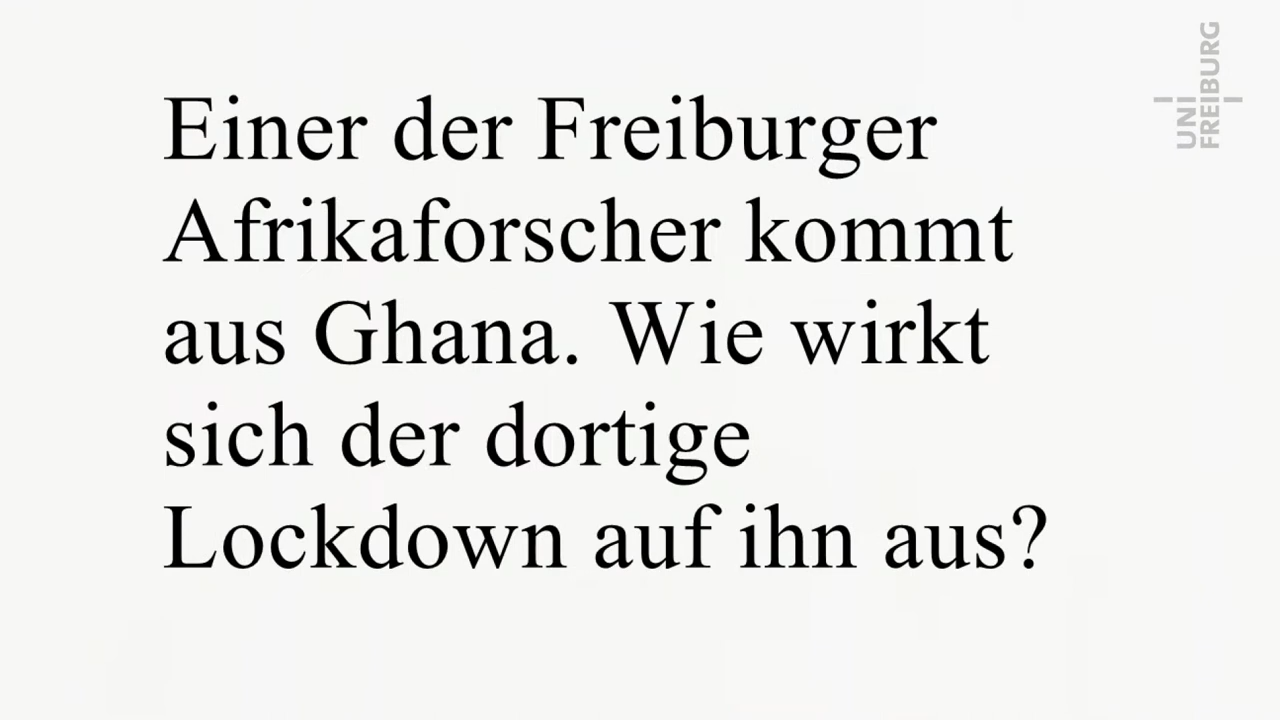 Einer der Freiburger
Afrikaforscher kommt
aus Ghana. Wie wirkt
sich der dortige
Lockdown auf ihn aus?
UNI
FREIBURG